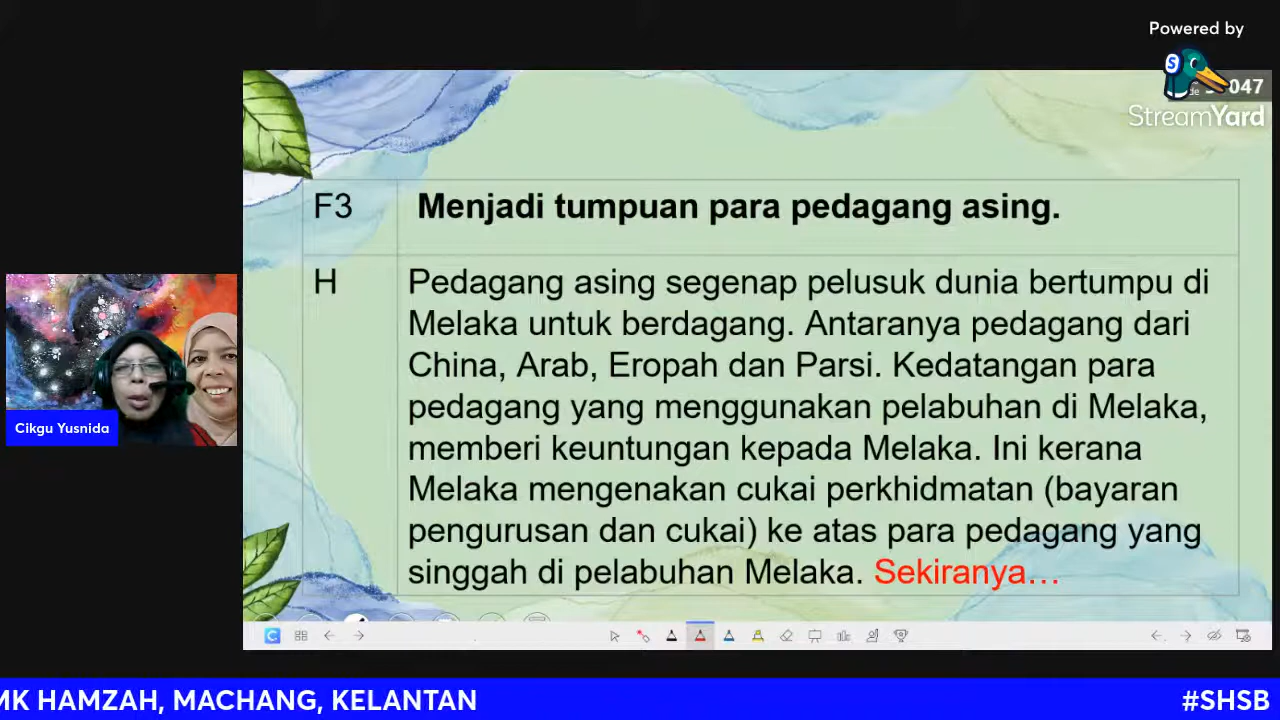 Powered by
047
StreamYard
F3
Menjadi tumpuan para pedagang asing.
H
Pedagang asing segenap pelusuk dunia bertumpu di
Melaka untuk berdagang. Antaranya pedagang dari
China, Arab, Eropah dan Parsi. Kedatangan para
pedagang yang menggunakan pelabuhan di Melaka,
memberi keuntungan kepada Melaka. Ini kerana
Melaka mengenakan cukai perkhidmatan (bayaran
pengurusan dan cukai) ke atas para pedagang yang
singgah di pelabuhan Melaka. Sekiranya…
Cikgu Yusnida
MK HAMZAH, MACHANG, KELANTAN
#SHSB